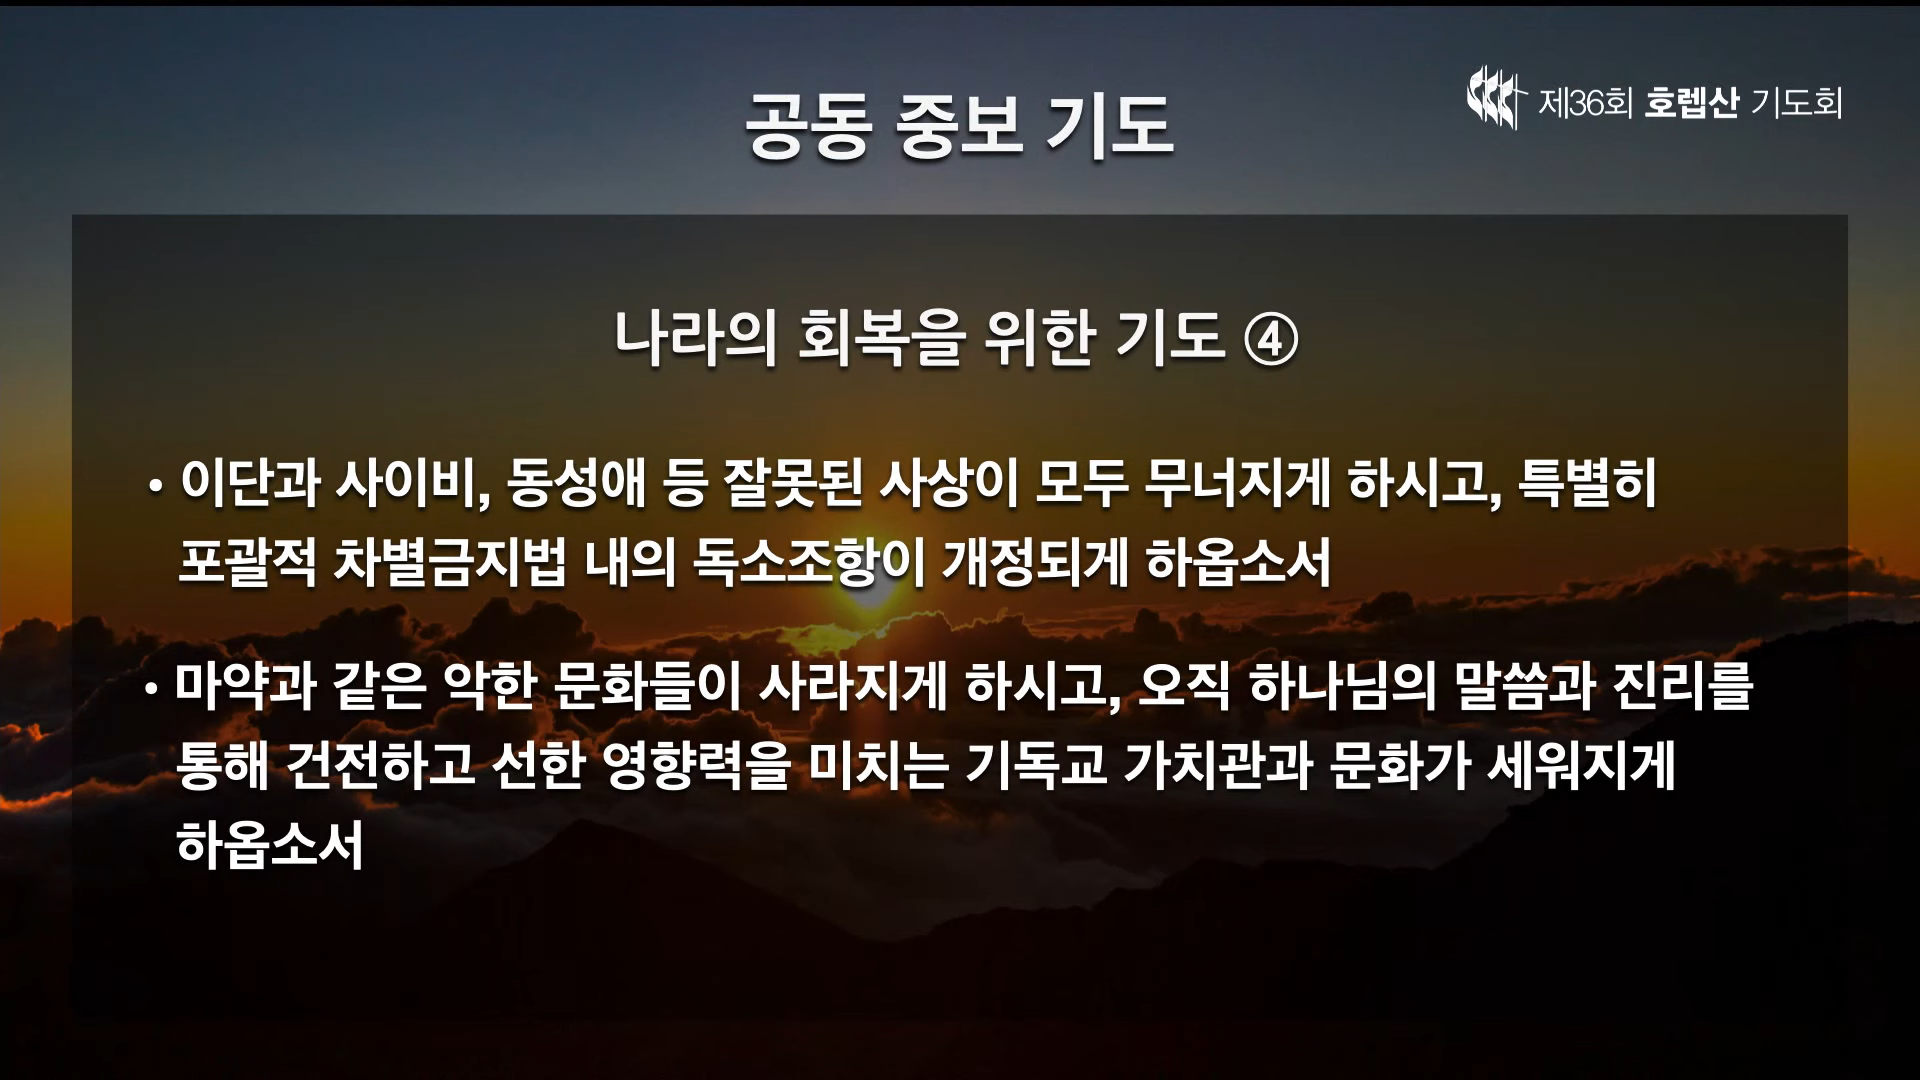 공동 중보 기도
제36회 호렙산 기도회
나라의 회복을 위한 기도 ④
• 이단과 사이비, 동성애 등 잘못된 사상이 모두 무너지게 하시고, 특별히
포괄적 차별금지법 내의 독소조항이 개정되게 하옵소서
• 마약과 같은 악한 문화들이 사라지게 하시고, 오직 하나님의 말씀과 진리를
통해 건전하고 선한 영향력을 미치는 기독교 가치관과 문화가 세워지게
하옵소서